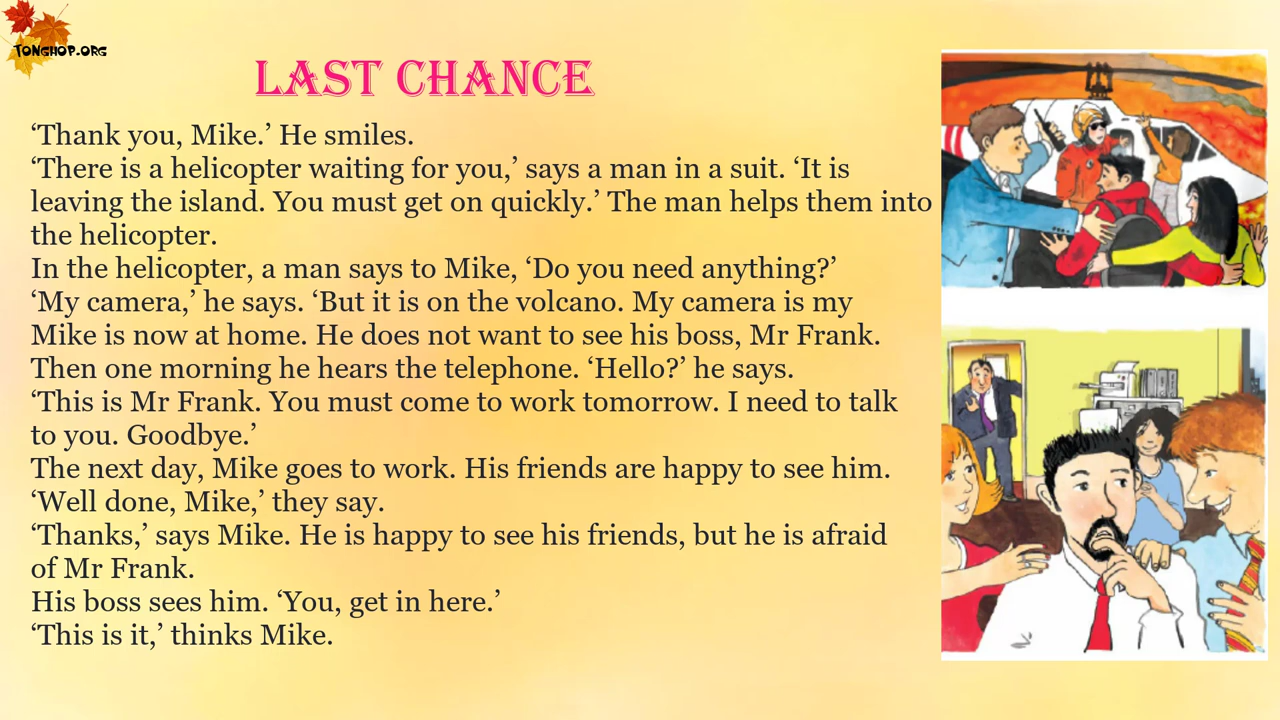 TONGHOP.ORG
LAST CHANCE
‘Thank you, Mike.’ He smiles.
‘There is a helicopter waiting for you,’ says a man in a suit. ‘It is
leaving the island. You must get on quickly.’ The man helps them into
the helicopter.
In the helicopter, a man says to Mike, ‘Do you need anything?’
‘My camera,’ he says. ‘But it is on the volcano. My camera is my
Mike is now at home. He does not want to see his boss, Mr Frank.
Then one morning he hears the telephone. ‘Hello?’ he says.
‘This is Mr Frank. You must come to work tomorrow. I need to talk
to you. Goodbye.’
The next day, Mike goes to work. His friends are happy to see him.
‘Well done, Mike,’ they say.
‘Thanks,’ says Mike. He is happy to see his friends, but he is afraid
of Mr Frank.
His boss sees him. ‘You, get in here.’
‘This is it,’ thinks Mike.